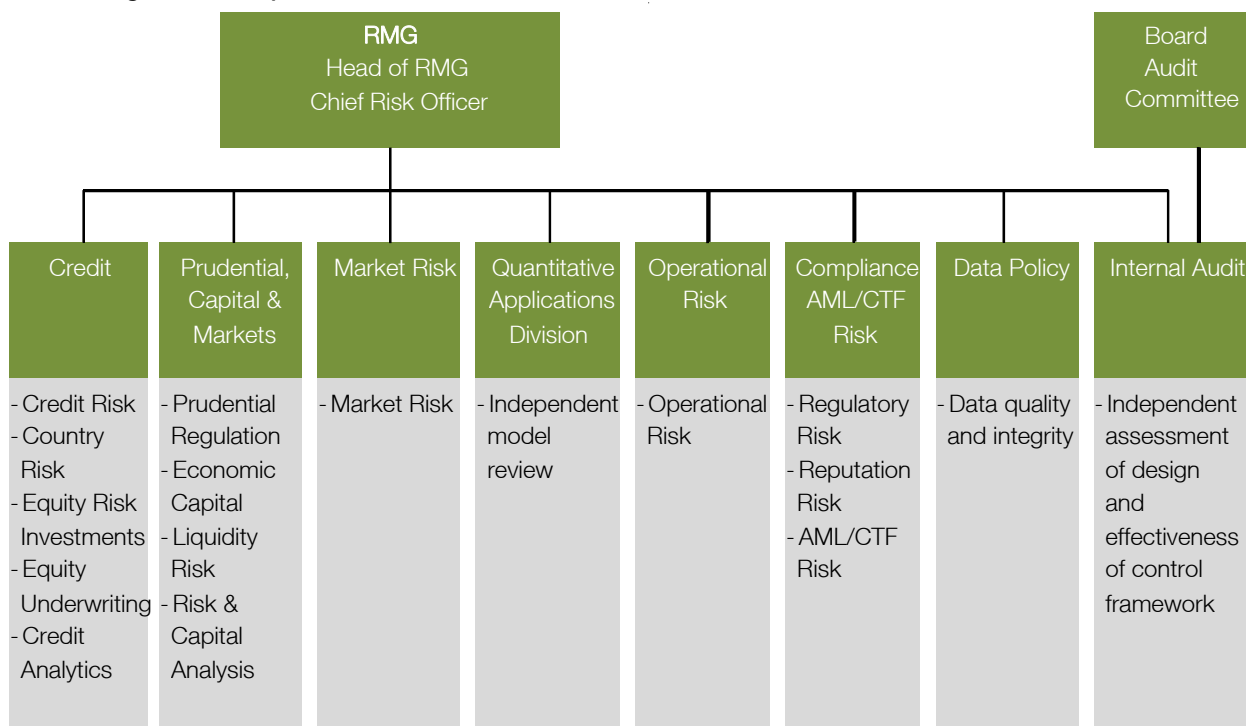 RMG
Head of RMG
Chief Risk Officer
Board
Audit
Committee
Credit
Prudential,
Capital &
Markets
Market Risk
Quantitative
Applications
Division
Operational
Risk
Compliance
AML/CTF
Risk
Data Policy
Internal Audit
- Credit Risk
- Country
Risk
- Equity Risk
Investments
- Equity
Underwriting
- Credit
Analytics
- Prudential
Regulation
- Economic
Capital
- Liquidity
Risk
- Risk &
Capital
Analysis
- Market Risk
- Independent
model
review
- Operational
Risk
- Regulatory
Risk
- Reputation
Risk
- AML/CTF
Risk
- Data quality
and integrity
- Independent
assessment
of design
and
effectiveness
of control
framework